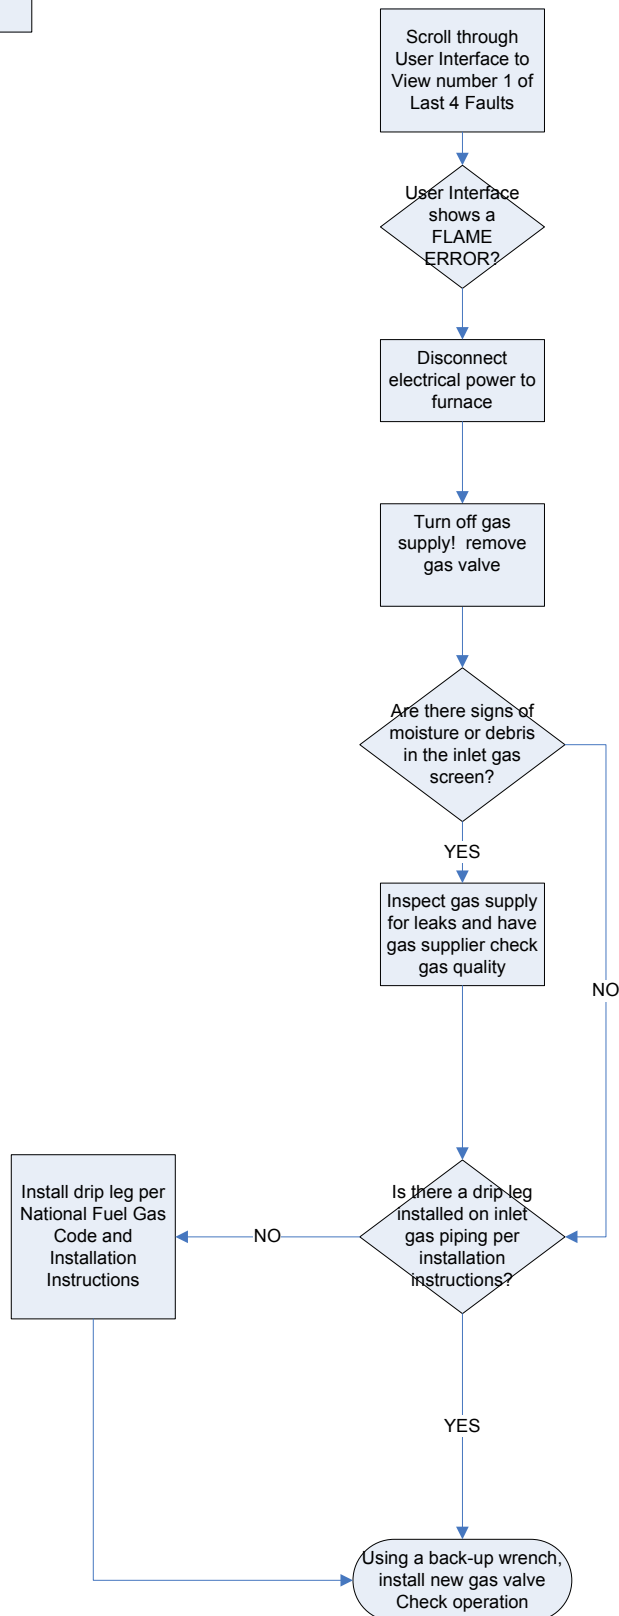 Scroll through
User Interface to
View number 1 of
Last 4 Faults
User Interface
shows a
FLAME
ERROR?
Disconnect
electrical power to
furnace
Turn off gas
supply!  remove
gas valve
Are there signs of
moisture or debris
in the inlet gas
screen?
YES
Inspect gas supply
for leaks and have
gas supplier check
gas quality
NO
Is there a drip leg
installed on inlet
gas piping per
installation
instructions?
NO
Install drip leg per
National Fuel Gas
Code and
Installation
Instructions
YES
Using a back-up wrench,
install new gas valve
Check operation